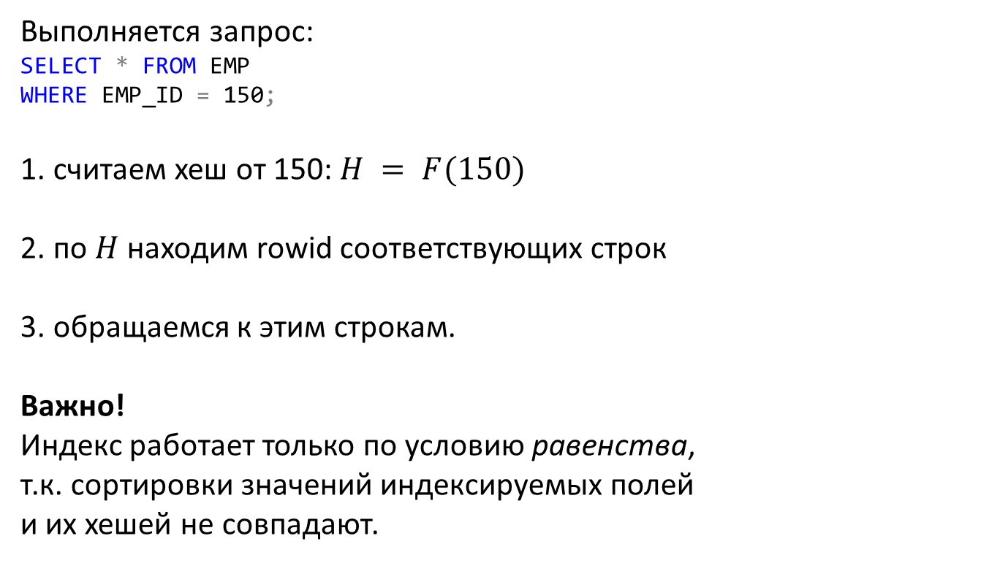 Выполняется запрос:
SELECT * FROM EMP
WHERE EMP_ID = 150;
1. считаем хеш от 150: H = F(150)
2. по H находим rowid соответствующих строк
3. обращаемся к этим строкам.
Важно!
Индекс работает только по условию равенства,
т.к. сортировки значений индексируемых полей
и их хешей не совпадают.